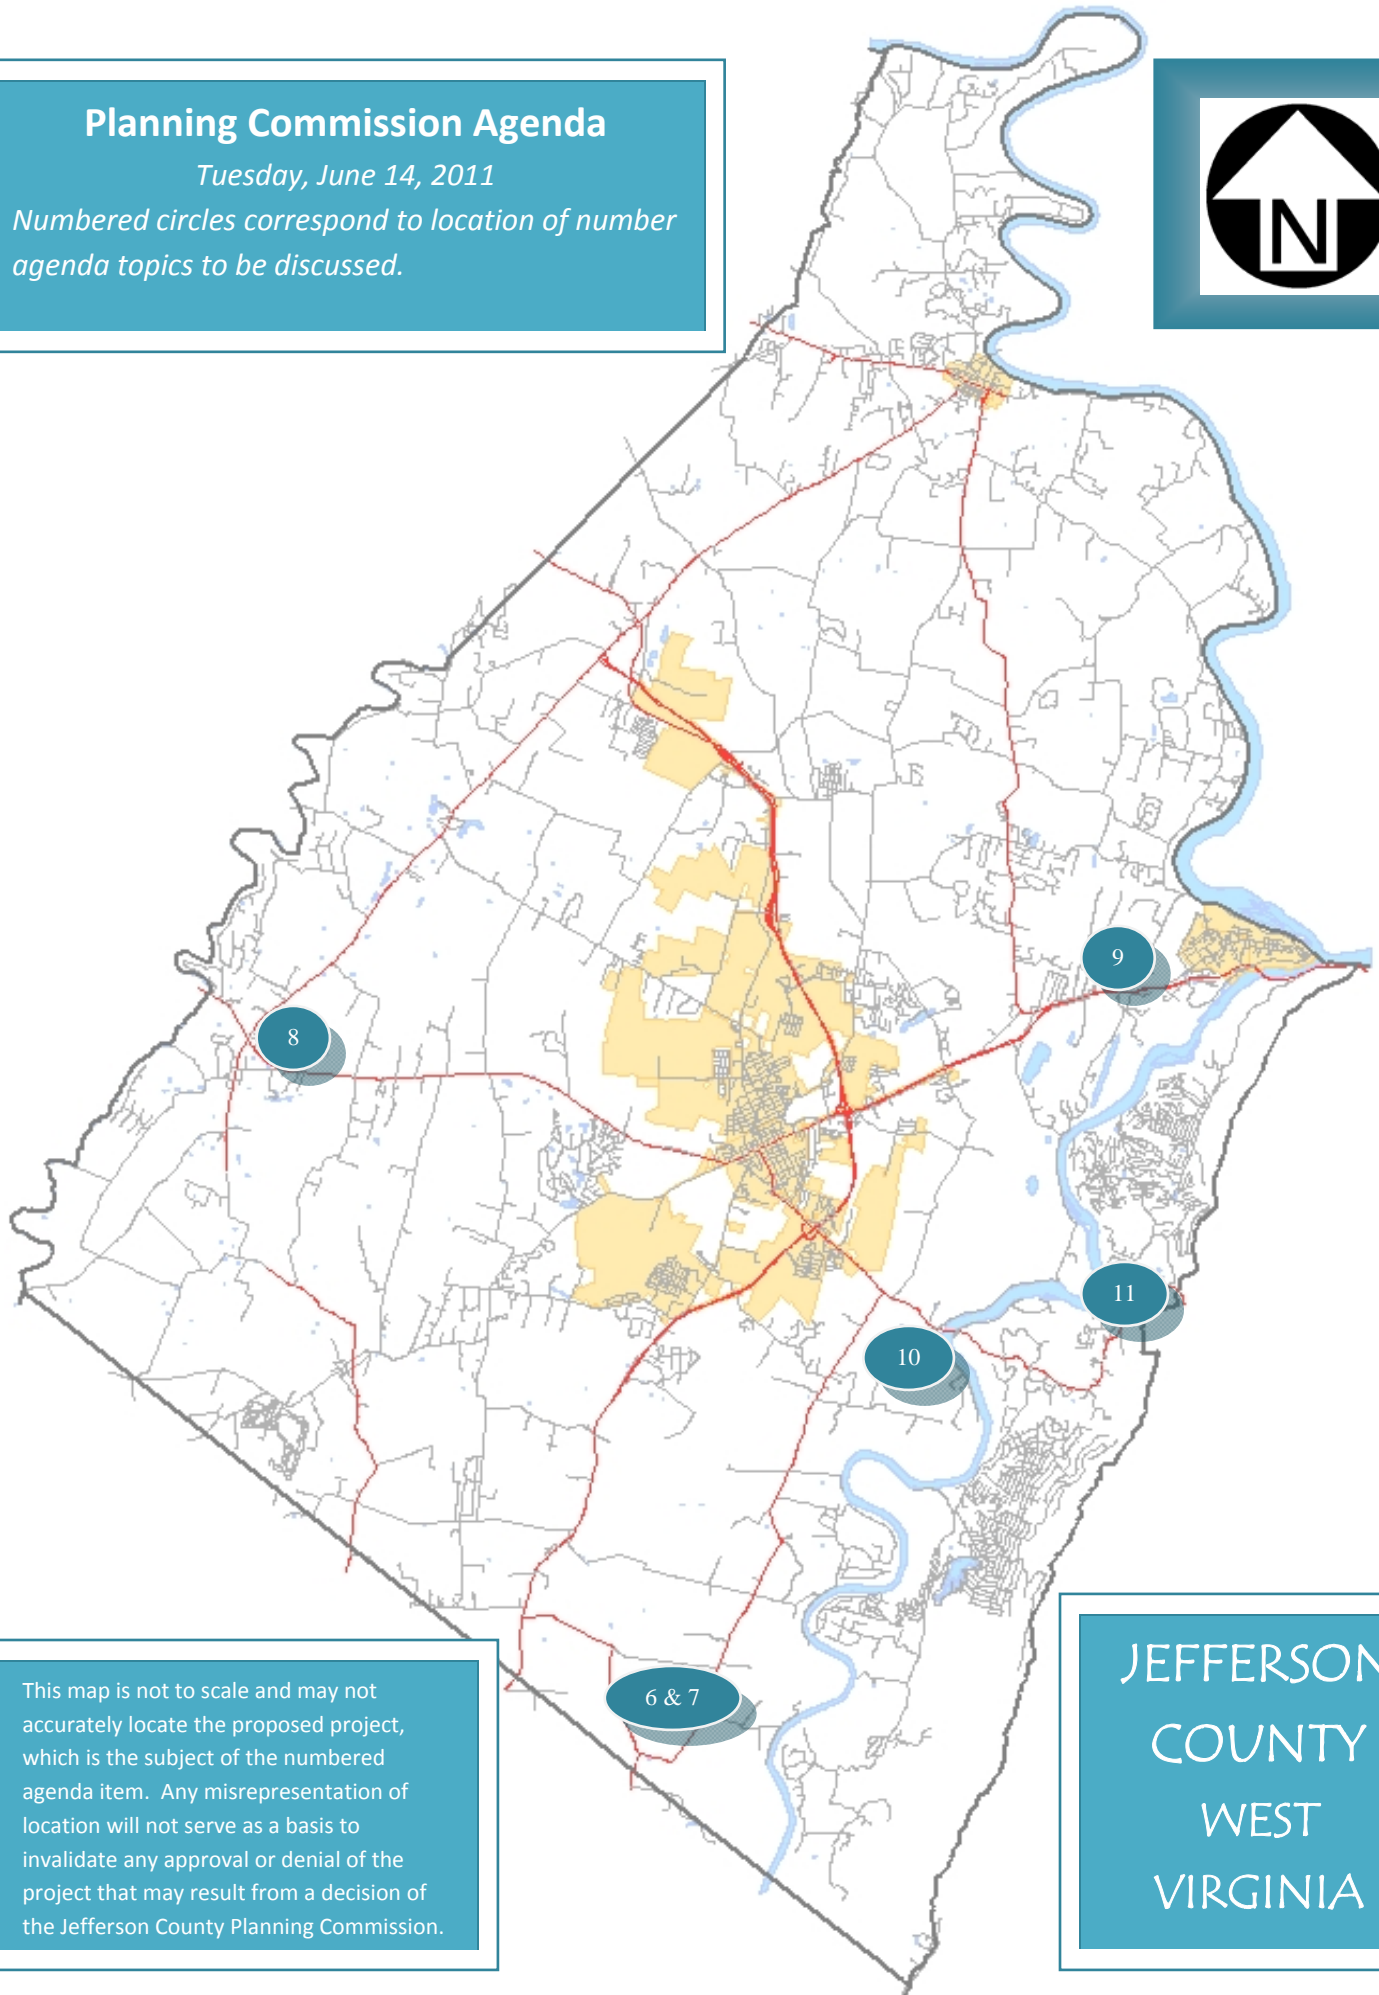 Planning Commission Agenda
Tuesday, June 14, 2011
Numbered circles correspond to location of number
agenda topics to be discussed.
N
9
8
11
10
6 & 7
This map is not to scale and may not
accurately locate the proposed project,
which is the subject of the numbered
agenda item.  Any misrepresentation of
location will not serve as a basis to
invalidate any approval or denial of the
project that may result from a decision of
the Jefferson County Planning Commission.
JEFFERSON
COUNTY
WEST
VIRGINIA